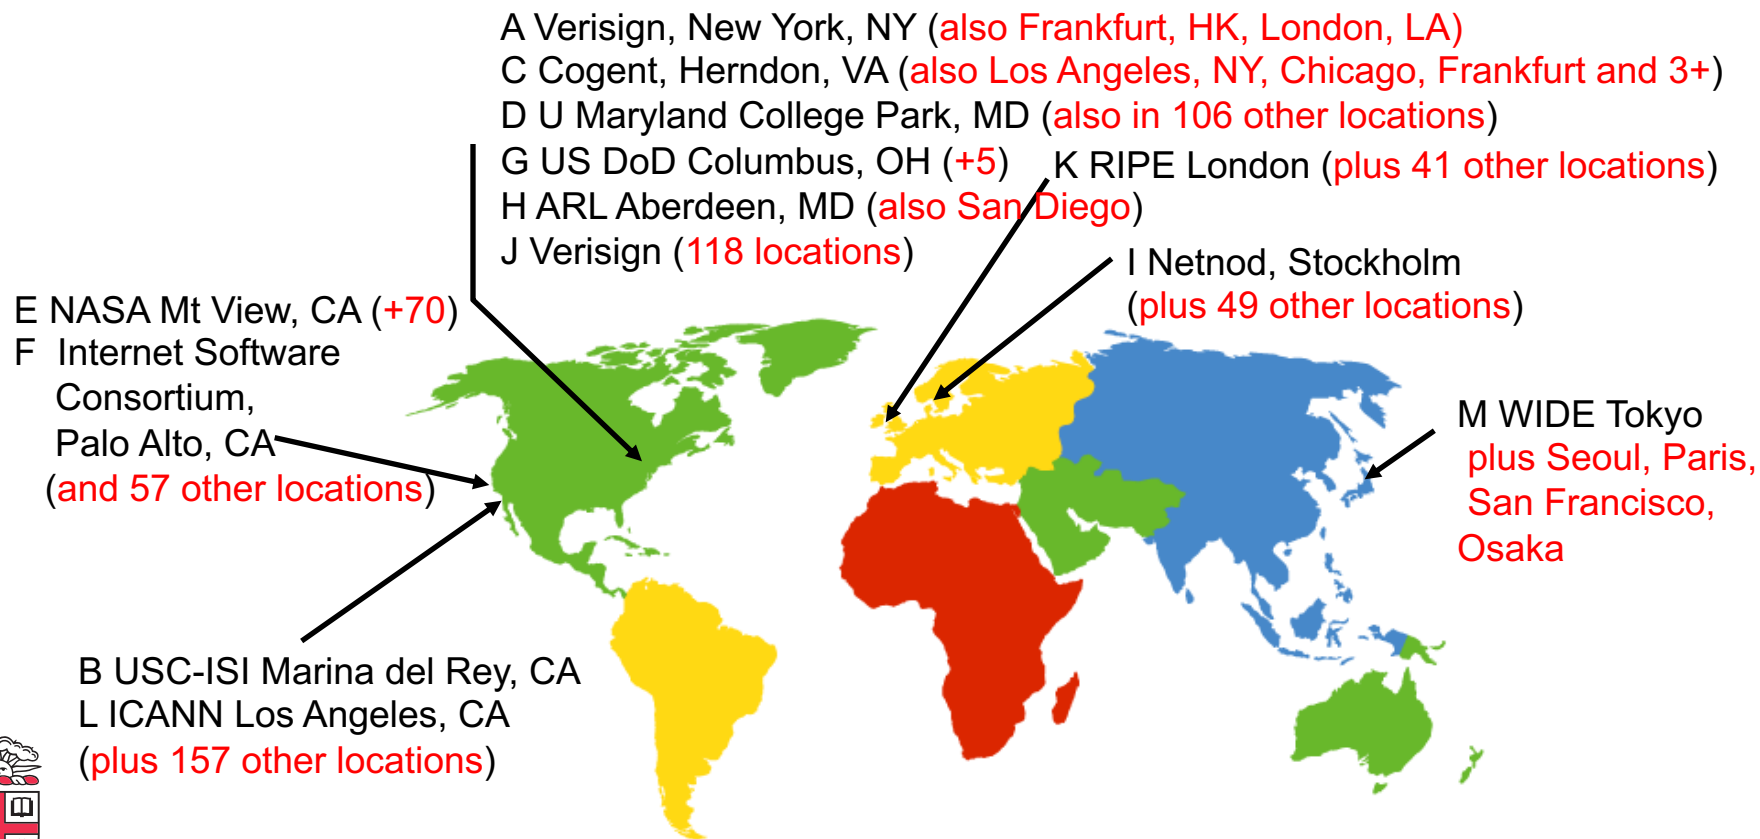 A Verisign, New York, NY (also Frankfurt, HK, London, LA)
C Cogent, Herndon, VA (also Los Angeles, NY, Chicago, Frankfurt and 3+)
D U Maryland College Park, MD (also in 106 other locations)
G US DoD Columbus, OH (+5)
K RIPE London (plus 41 other locations)
H ARL Aberdeen, MD (also San Diego)
J Verisign (118 locations)
I Netnod, Stockholm
(plus 49 other locations)
E NASA Mt View, CA (+70)
F Internet Software
Consortium,
Palo Alto, CA
(and 57 other locations)
M WIDE Tokyo
plus Seoul, Paris,
San Francisco,
Osaka
B USC-ISI Marina del Rey, CA
L ICANN Los Angeles, CA
(plus 157 other locations)